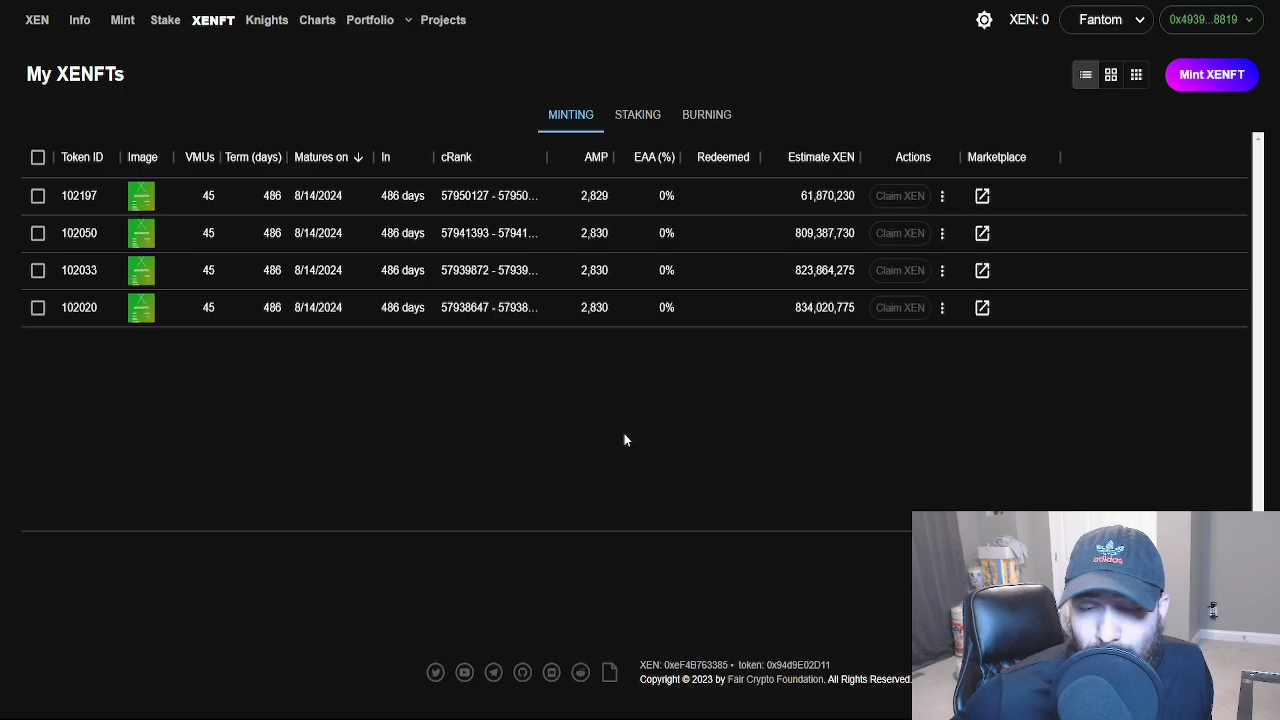 XEN Info Mint Stake XENFT Knights Charts Portfolio Projects XEN: 0 Fantom 0x4939...8819
My XENFTs Mint XENFT
MINTING STAKING BURNING
Token ID Image VMUs Term (days) Matures on In cRank AMP EAA (%) Redeemed Estimate XEN Actions Marketplace
102197 45 486 8/14/2024 486 days 57950127 - 57950... 2,829 0% 61,870,230 Claim XEN
102050 45 486 8/14/2024 486 days 57941393 - 57941... 2,830 0% 809,387,730 Claim XEN
102033 45 486 8/14/2024 486 days 57939872 - 57939... 2,830 0% 823,864,275 Claim XEN
102020 45 486 8/14/2024 486 days 57938647 - 57938... 2,830 0% 834,020,775 Claim XEN
adidas
XEN: 0xeF4B763385 • token: 0x94d9E02D11
Copyright © 2023 by Fair Crypto Foundation. All Rights Reserved.